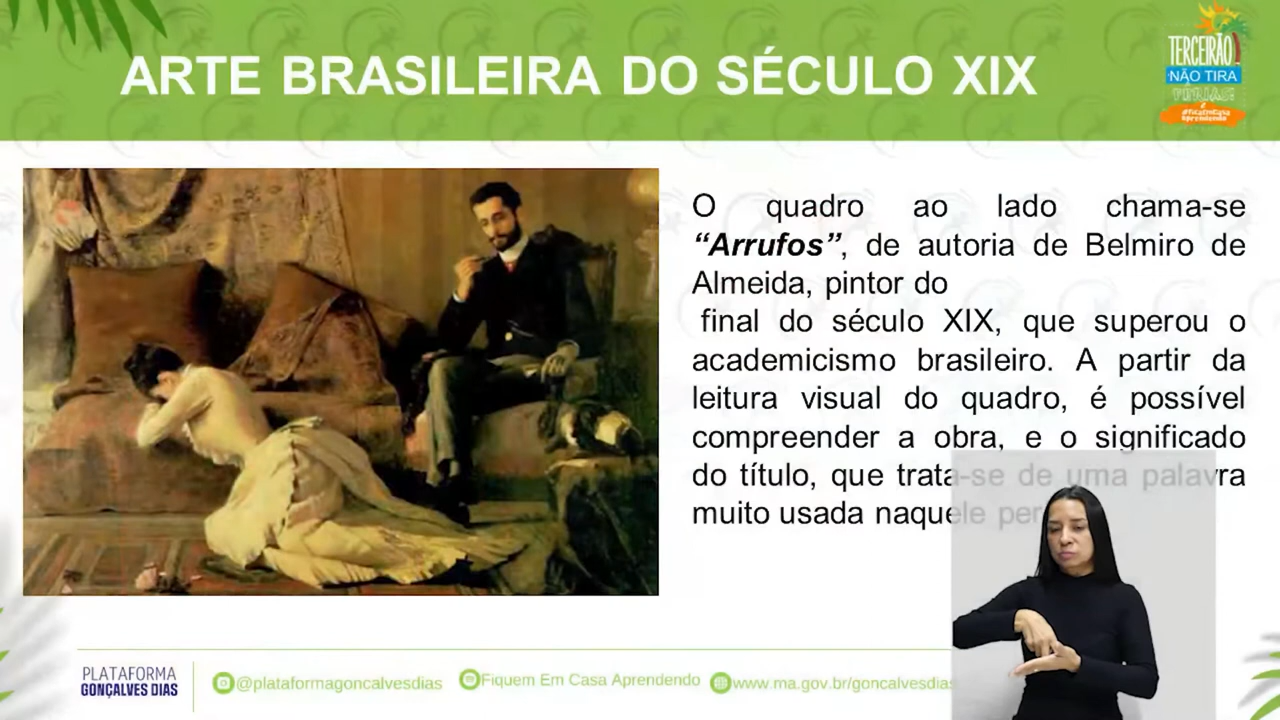 ARTE BRASILEIRA DO SÉCULO XIX
TERCEIRÃO!
NÃO TIRA
FÉRIAS!
é
#FicaEmCasa
Aprendendo
O quadro ao lado chama-se
“Arrufos”, de autoria de Belmiro de
Almeida, pintor do
final do século XIX, que superou o
academicismo brasileiro. A partir da
leitura visual do quadro, é possível
compreender a obra, e o significado
do título, que trata-se de uma palavra
muito usada naquele
PLATAFORMA
GONÇALVES DIAS
@plataformagoncalvesdias
Fiquem Em Casa Aprendendo
www.ma.gov.br/goncalvesdias